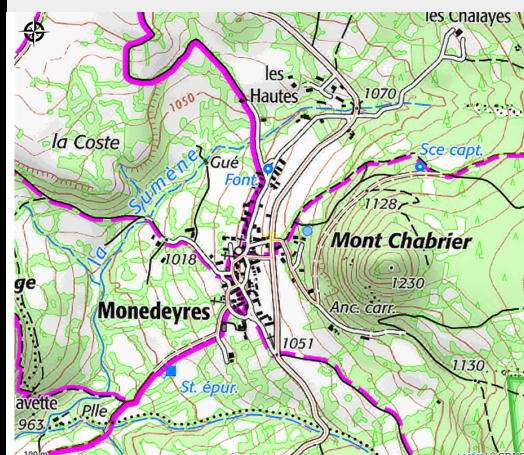 les Chalayes
les
Hautes
1070
1050
la Coste
Gué
Sce capt.
Font.
la Sumène
1128
Mont Chabrier
1018
1230
ge
Monedeyres
Anc. carr.
1051
1130
St. épur.
avette
Plle
963
100 m